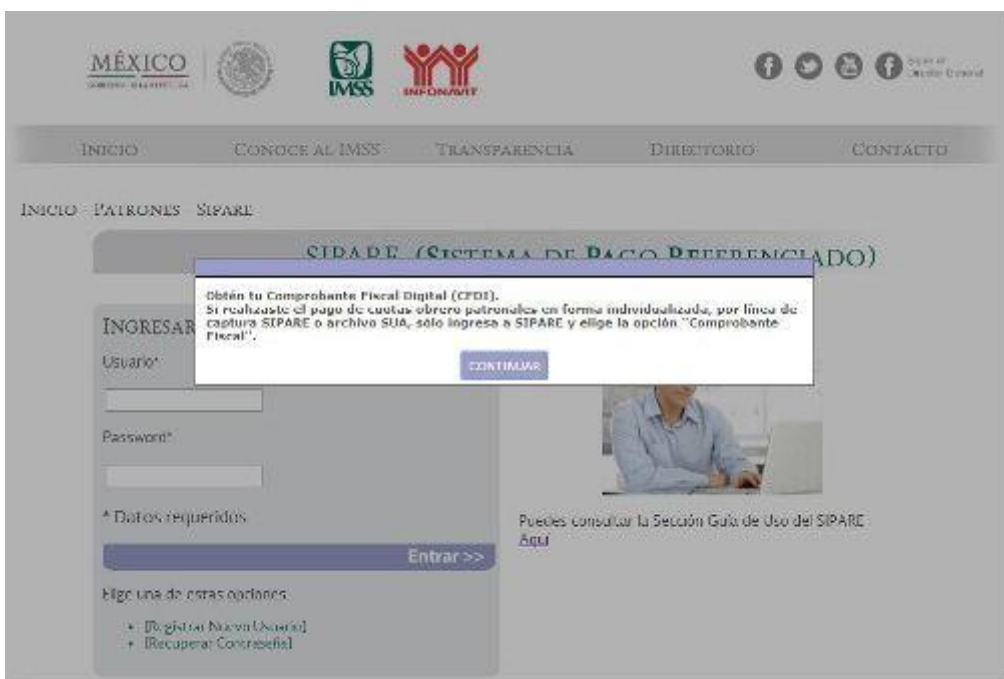 MÉXICO
IMSS
INFONAVIT
INICIO CONOCE AL IMSS TRANSPARENCIA DIRECTORIO CONTACTO
INICIO PATRONES SIPARE
SIPARE (SISTEMA DE PAGO REFERENCIADO)
Obtén tu Comprobante Fiscal Digital (CFDI).
Si realizaste el pago de cuotas obrero patronales en forma individualizada, por línea de
captura SIPARE o archivo SUA, sólo ingresa a SIPARE y elige la opción "Comprobante
Fiscal".
CONTINUAR
INGRESAR
Usuario*
Password*
* Datos requeridos
Entrar >>
Elige una de estas opciones
[Registrar Nuevo Usuario]
[Recuperar Contraseña]
Puedes consultar la Sección Guía de Uso del SIPARE
Aquí